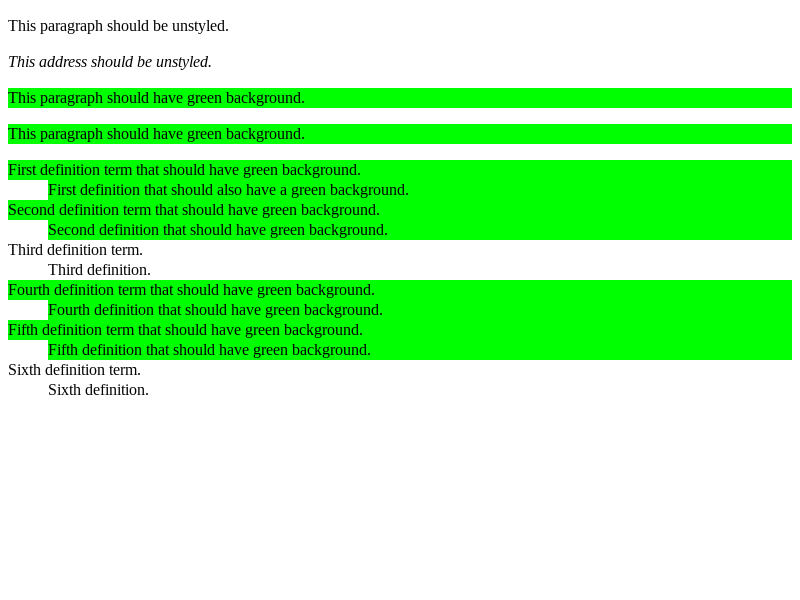 This paragraph should be unstyled.
This address should be unstyled.
This paragraph should have green background.
This paragraph should have green background.
First definition term that should have green background.
First definition that should also have a green background.
Second definition term that should have green background.
Second definition that should have green background.
Third definition term.
Third definition.
Fourth definition term that should have green background.
Fourth definition that should have green background.
Fifth definition term that should have green background.
Fifth definition that should have green background.
Sixth definition term.
Sixth definition.